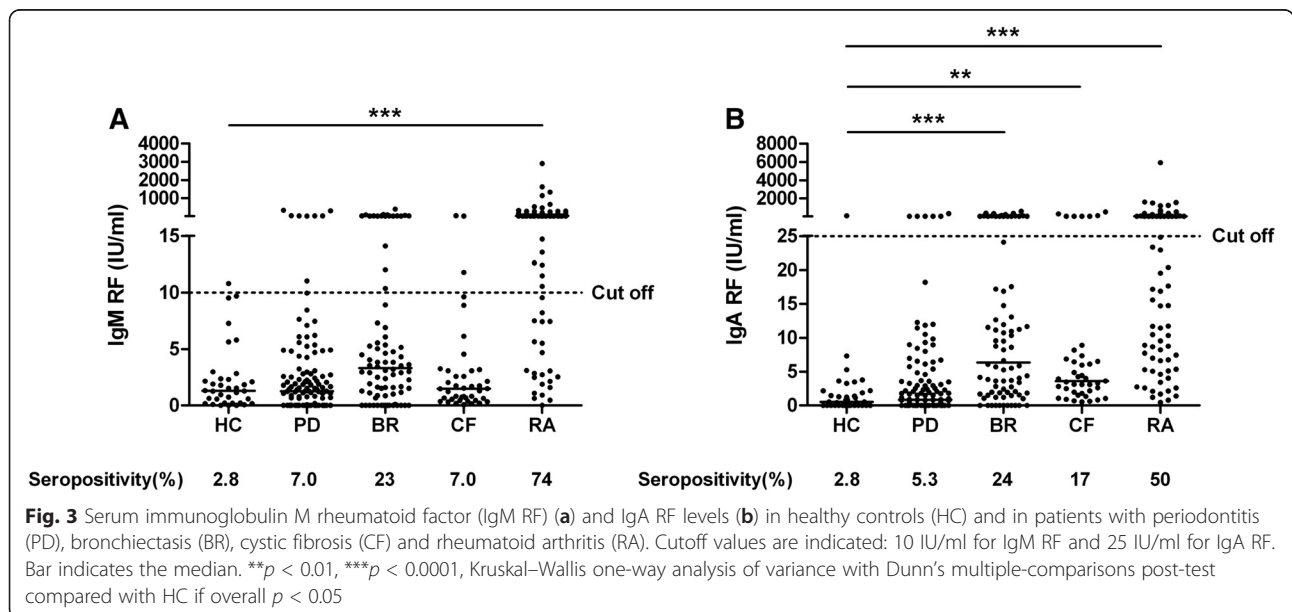 ***
***
**
***
A
B
4000
3000
2000
1000
15
10
5
0
IgM RF (IU/ml)
Cut off
HC PD BR CF RA
8000
6000
4000
2000
25
20
15
10
5
0
IgA RF (IU/ml)
Cut off
HC PD BR CF RA
Seropositivity(%) 2.8 7.0 23 7.0 74
Seropositivity(%) 2.8 5.3 24 17 50
Fig. 3 Serum immunoglobulin M rheumatoid factor (IgM RF) (a) and IgA RF levels (b) in healthy controls (HC) and in patients with periodontitis
(PD), bronchiectasis (BR), cystic fibrosis (CF) and rheumatoid arthritis (RA). Cutoff values are indicated: 10 IU/ml for IgM RF and 25 IU/ml for IgA RF.
Bar indicates the median. **p < 0.01, ***p < 0.0001, Kruskal–Wallis one-way analysis of variance with Dunn's multiple-comparisons post-test
compared with HC if overall p < 0.05